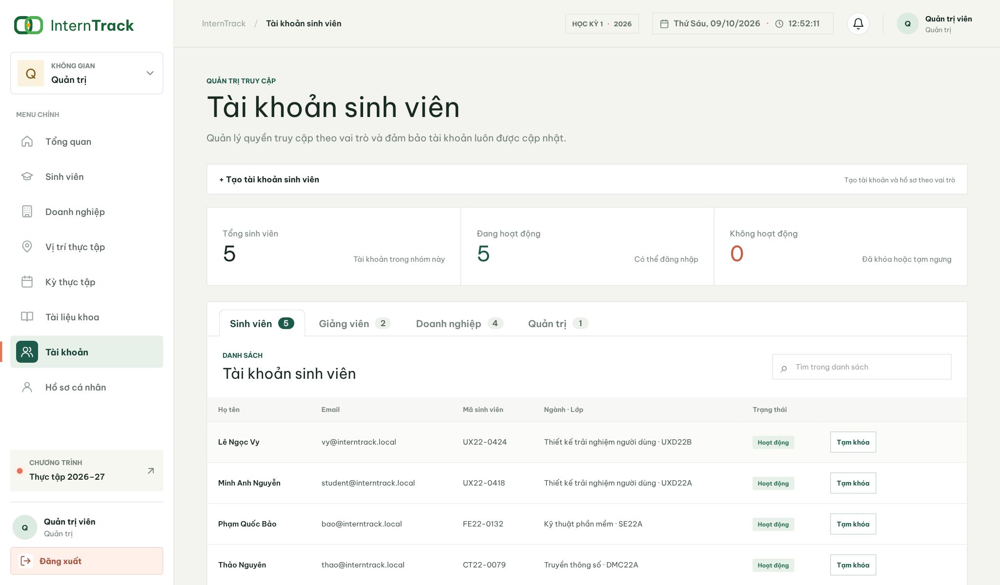 InternTrack
KHÔNG GIAN
Q
Quản trị
MENU CHÍNH
Tổng quan
Sinh viên
Doanh nghiệp
Vị trí thực tập
Kỳ thực tập
Tài liệu khoa
Tài khoản
Hồ sơ cá nhân
CHƯƠNG TRÌNH
Thực tập 2026–27
Q
Quản trị viên
Quản trị
Đăng xuất
InternTrack / Tài khoản sinh viên
HỌC KỲ 1 · 2026
Thứ Sáu, 09/10/2026 · 12:52:11
Q
Quản trị viên
Quản trị
QUẢN TRỊ TRUY CẬP
Tài khoản sinh viên
Quản lý quyền truy cập theo vai trò và đảm bảo tài khoản luôn được cập nhật.
+ Tạo tài khoản sinh viên
Tạo tài khoản và hồ sơ theo vai trò
Tổng sinh viên
5
Tài khoản trong nhóm này
Đang hoạt động
5
Có thể đăng nhập
Không hoạt động
0
Đã khóa hoặc tạm ngưng
Sinh viên 5
Giảng viên 2
Doanh nghiệp 4
Quản trị 1
DANH SÁCH
Tài khoản sinh viên
Tìm trong danh sách
Họ tên Email Mã sinh viên Ngành · Lớp Trạng thái
Lê Ngọc Vy vy@interntrack.local UX22-0424 Thiết kế trải nghiệm người dùng · UXD22B Hoạt động Tạm khóa
Minh Anh Nguyễn student@interntrack.local UX22-0418 Thiết kế trải nghiệm người dùng · UXD22A Hoạt động Tạm khóa
Phạm Quốc Bảo bao@interntrack.local FE22-0132 Kỹ thuật phần mềm · SE22A Hoạt động Tạm khóa
Thảo Nguyên thao@interntrack.local CT22-0079 Truyền thông số · DMC22A Hoạt động Tạm khóa